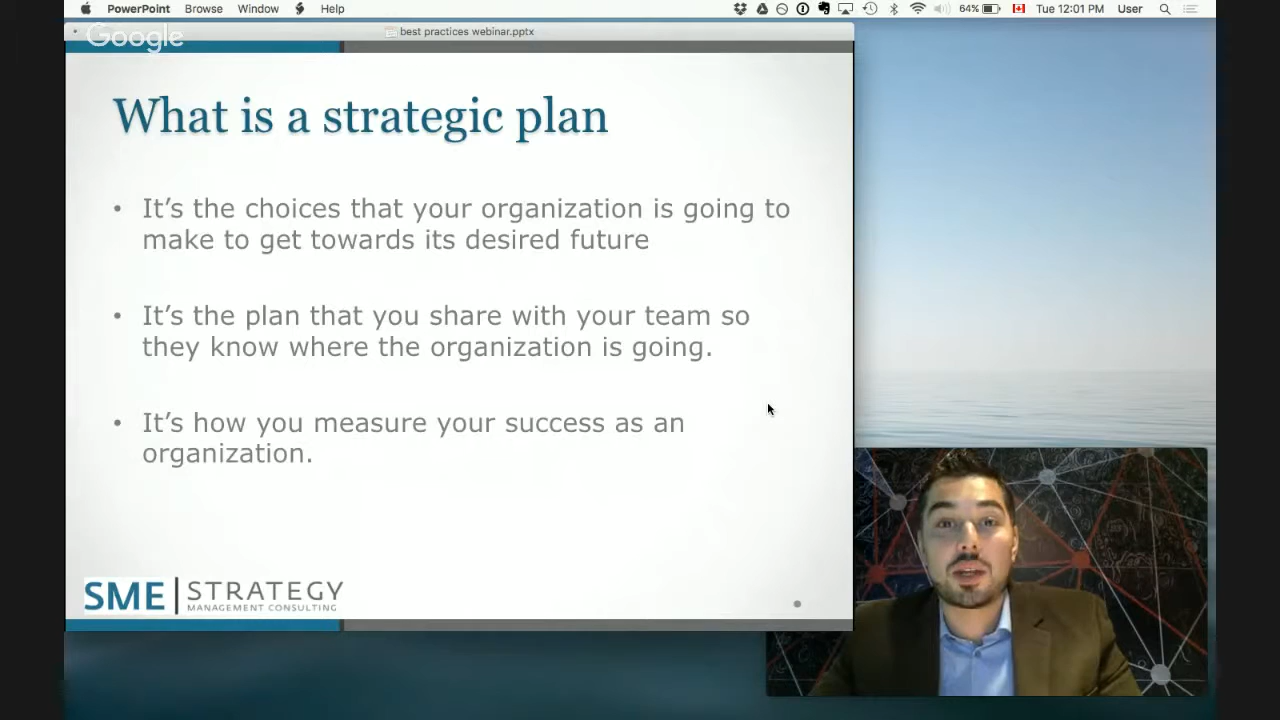 PowerPoint Browse Window Help 64% Tue 12:01 PM User
Google
best practices webinar.pptx
What is a strategic plan
• It’s the choices that your organization is going to
make to get towards its desired future
• It’s the plan that you share with your team so
they know where the organization is going.
• It’s how you measure your success as an
organization.
SME STRATEGY
MANAGEMENT CONSULTING